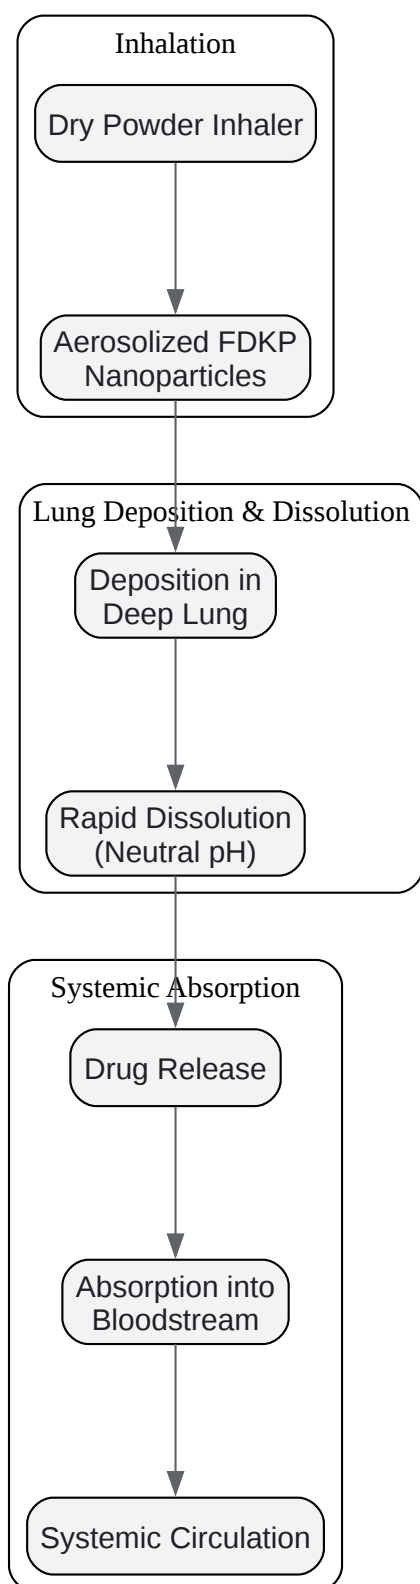 Inhalation
Dry Powder Inhaler
Aerosolized FDKP
Nanoparticles
Lung Deposition & Dissolution
Deposition in
Deep Lung
Rapid Dissolution
(Neutral pH)
Systemic Absorption
Drug Release
Absorption into
Bloodstream
Systemic Circulation